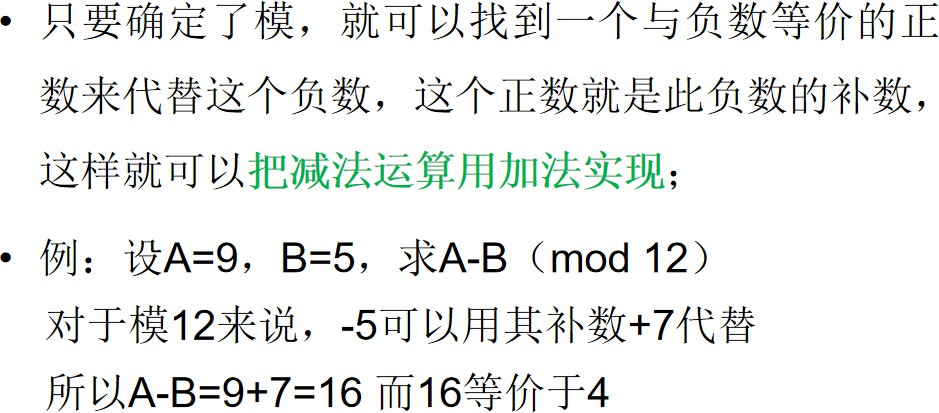 • 只要确定了模，就可以找到一个与负数等价的正
数来代替这个负数，这个正数就是此负数的补数，
这样就可以把减法运算用加法实现；
• 例：设A=9，B=5，求A-B（mod 12）
对于模12来说，-5可以用其补数+7代替
所以A-B=9+7=16 而16等价于4